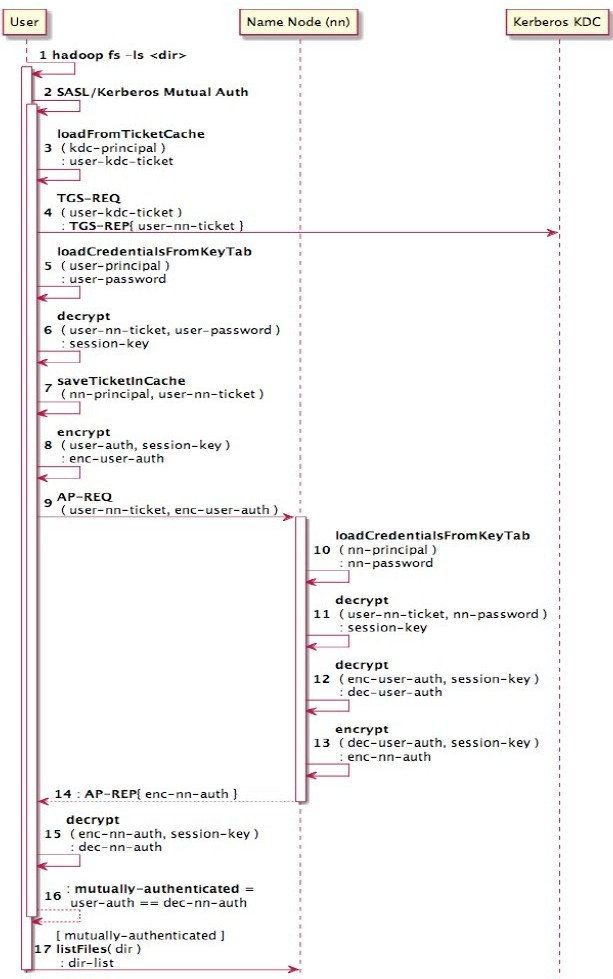 User
Name Node (nn)
Kerberos KDC
1 hadoop fs -ls <dir>
2 SASL/Kerberos Mutual Auth
loadFromTicketCache
3 ( kdc-principal )
: user-kdc-ticket
TGS-REQ
4 ( user-kdc-ticket )
: TGS-REP{ user-nn-ticket }
loadCredentialsFromKeyTab
5 ( user-principal )
: user-password
decrypt
6 ( user-nn-ticket, user-password )
: session-key
saveTicketInCache
7 ( nn-principal, user-nn-ticket )
encrypt
8 ( user-auth, session-key )
: enc-user-auth
AP-REQ
9 ( user-nn-ticket, enc-user-auth )
loadCredentialsFromKeyTab
10 ( nn-principal )
: nn-password
decrypt
11 ( user-nn-ticket, nn-password )
: session-key
decrypt
12 ( enc-user-auth, session-key )
: dec-user-auth
encrypt
13 ( dec-user-auth, session-key )
: enc-nn-auth
14 : AP-REP{ enc-nn-auth }
decrypt
15 ( enc-nn-auth, session-key )
: dec-nn-auth
16 : mutually-authenticated =
user-auth == dec-nn-auth
[ mutually-authenticated ]
17 listFiles( dir )
: dir-list